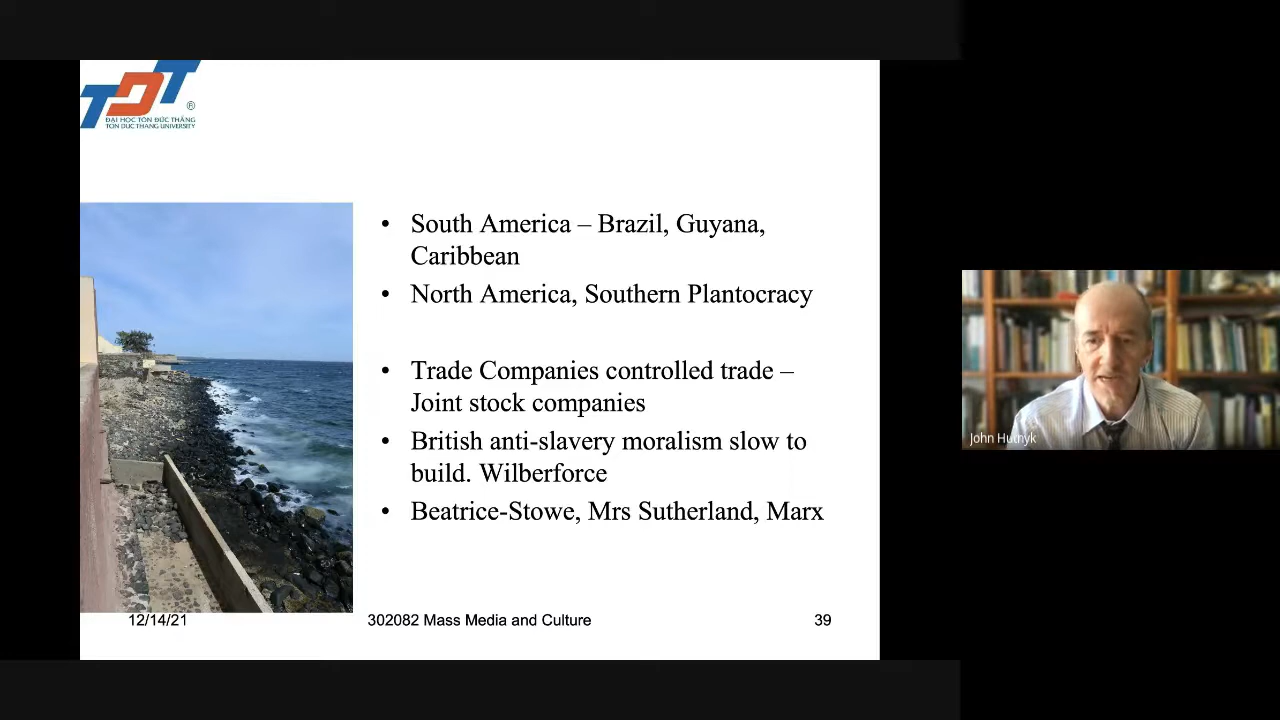 TDT
®
ĐẠI HỌC TÔN ĐỨC THẮNG
TON DUC THANG UNIVERSITY
• South America – Brazil, Guyana,
Caribbean
• North America, Southern Plantocracy
• Trade Companies controlled trade –
Joint stock companies
• British anti-slavery moralism slow to
build. Wilberforce
• Beatrice-Stowe, Mrs Sutherland, Marx
12/14/21
302082 Mass Media and Culture
39
John Hutnyk